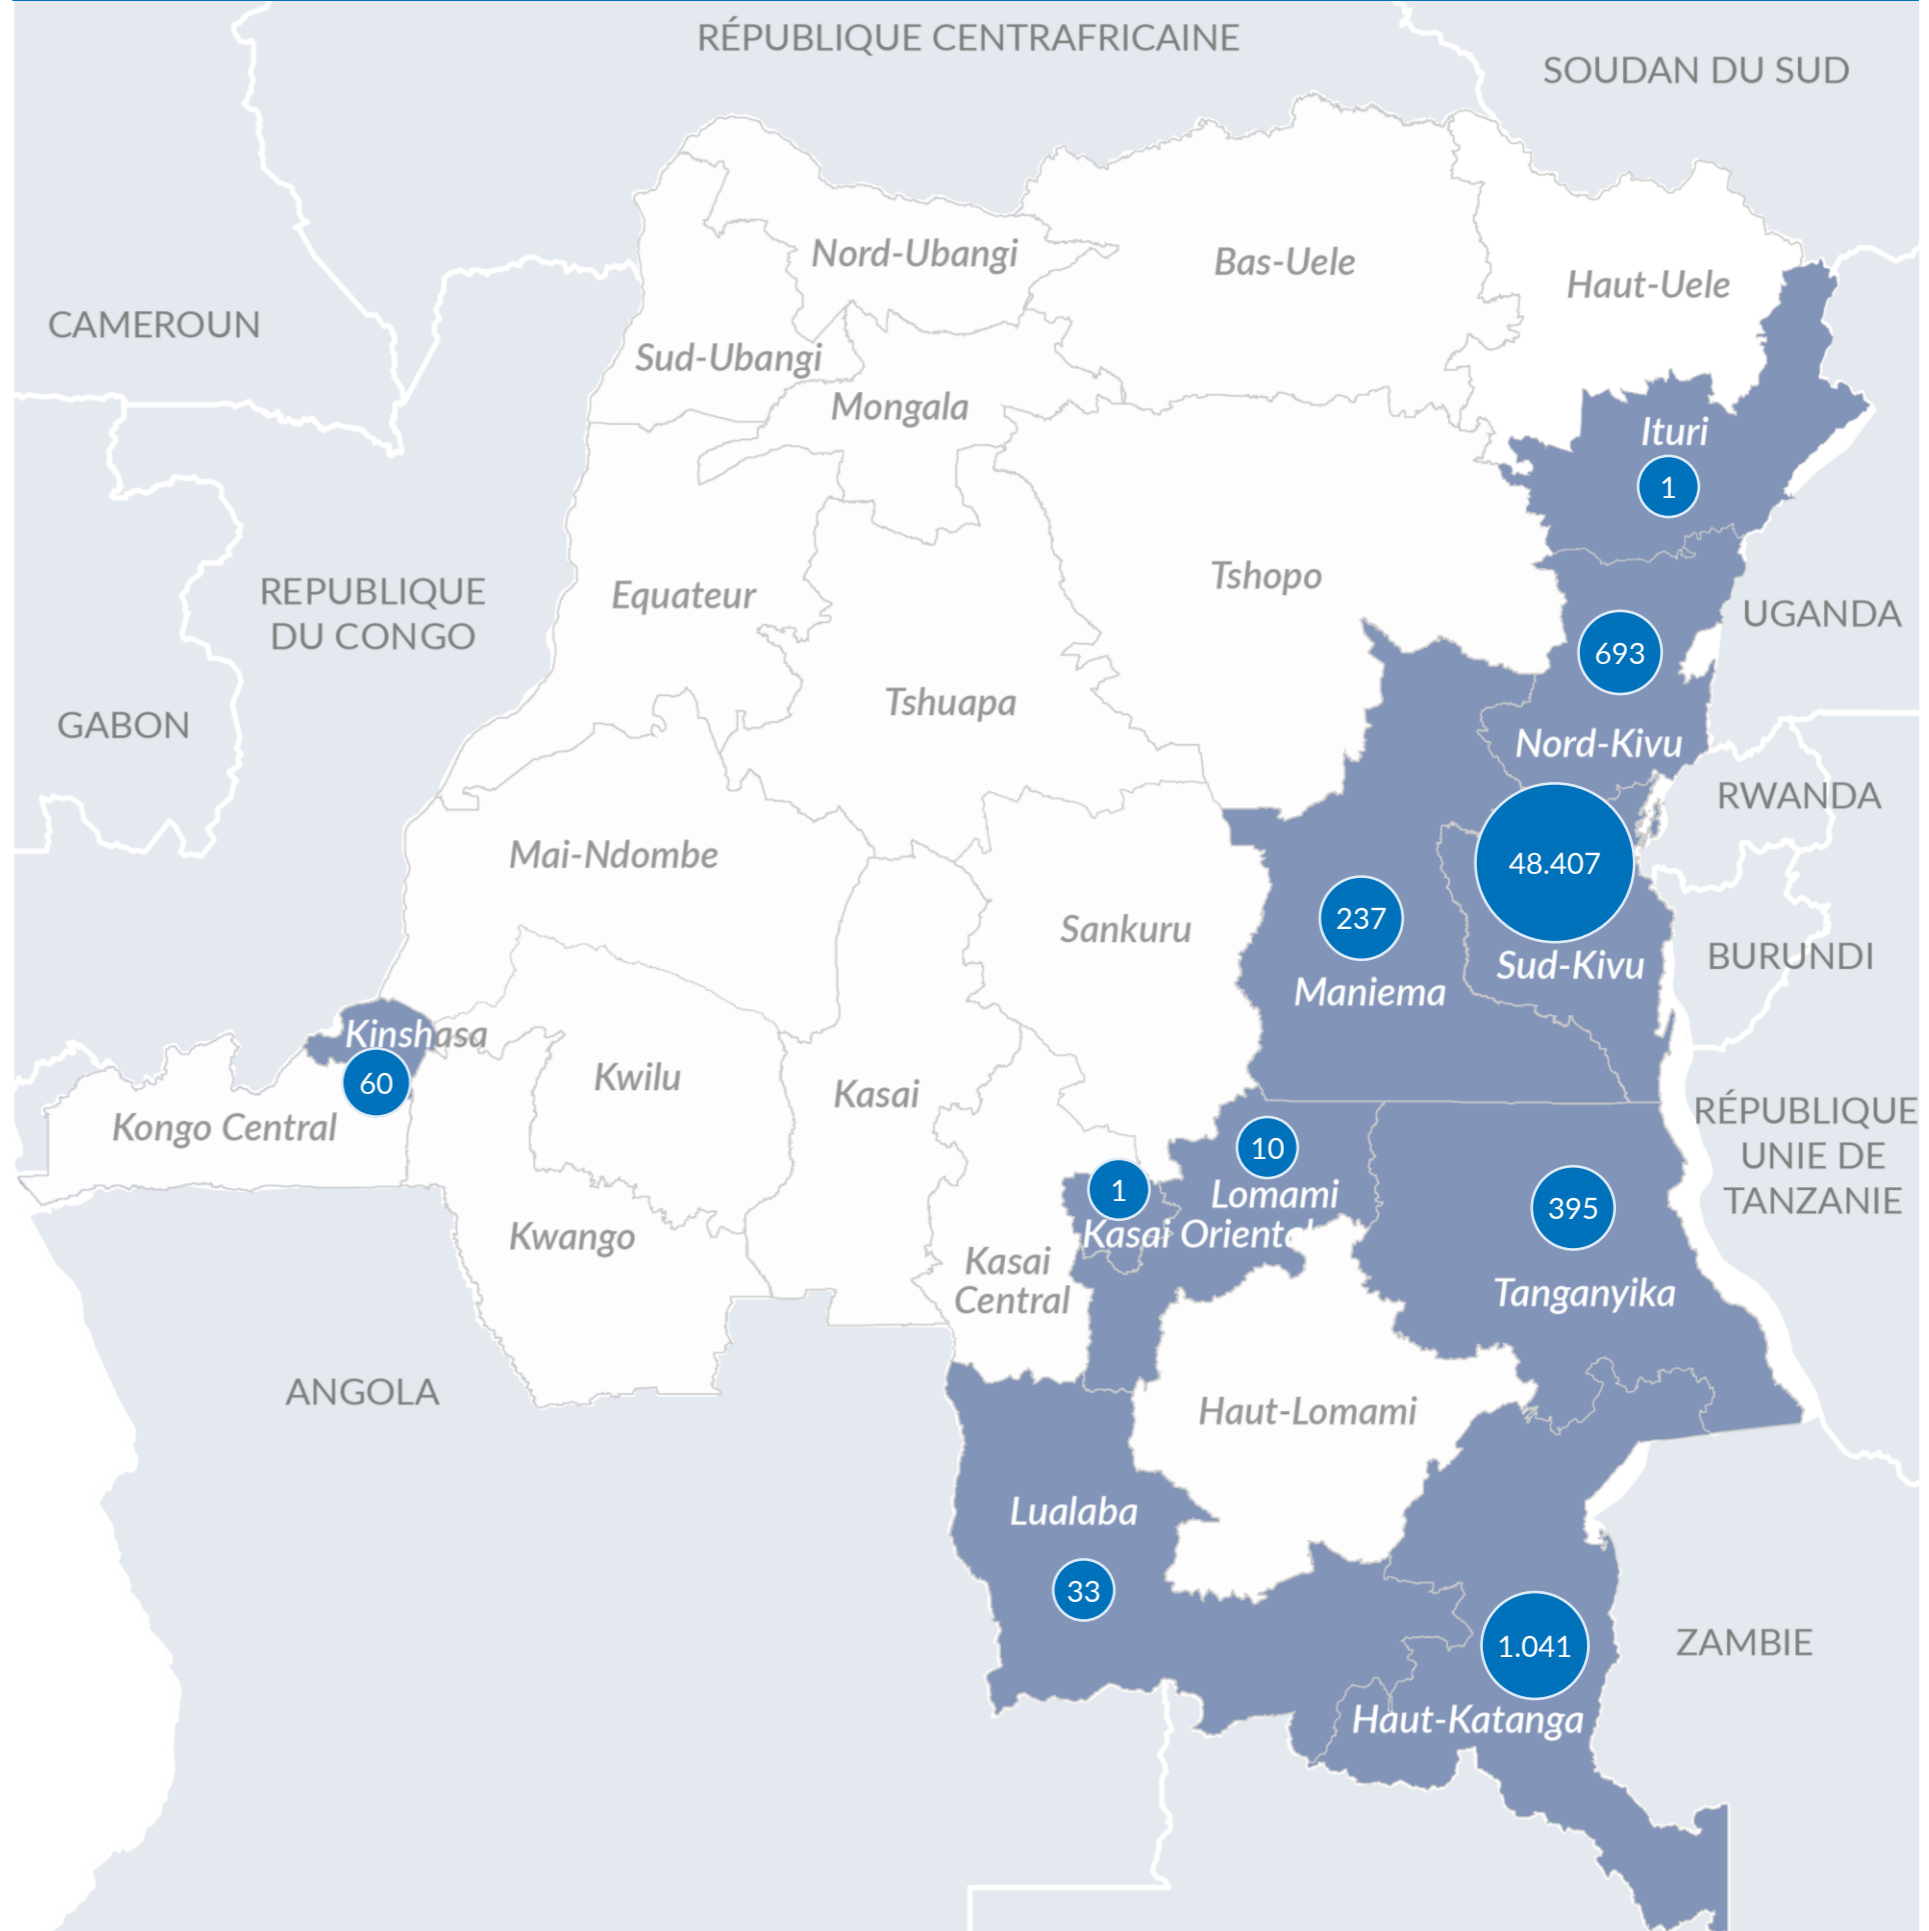 RÉPUBLIQUE CENTRAFRICAINE
SOUDAN DU SUD
Nord-Ubangi
Bas-Uele
Haut-Uele
CAMEROUN
Sud-Ubangi
Mongala
Ituri
1
Tshopo
Equateur
REPUBLIQUE
DU CONGO
UGANDA
693
Tshuapa
GABON
Nord-Kivu
RWANDA
Mai-Ndombe
48.407
237
Sankuru
BURUNDI
Sud-Kivu
Maniema
Kinshasa
60
Kwilu
Kasai
Kongo Central
RÉPUBLIQUE
UNIE DE
TANZANIE
10
1
Lomami
395
Kasai Oriental
Kwango
Kasai
Central
Tanganyika
ANGOLA
Haut-Lomami
Lualaba
33
1.041
ZAMBIE
Haut-Katanga